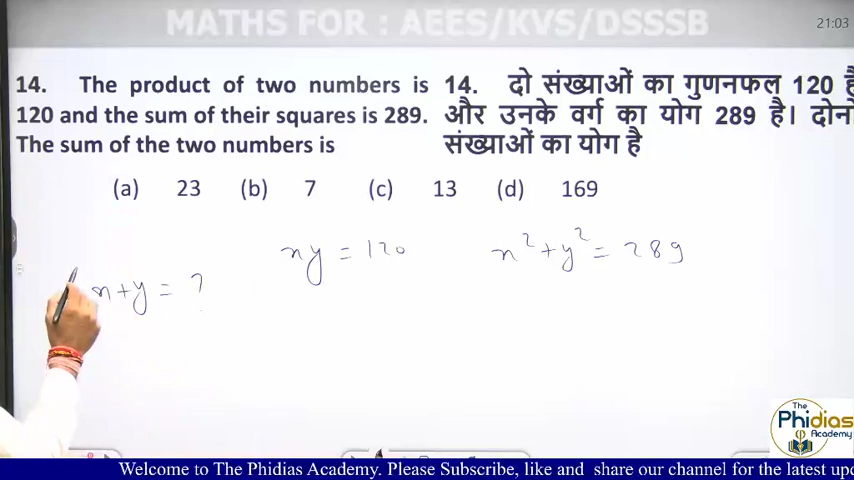 MATHS FOR : AEES/KVS/DSSSB
21:03
14. The product of two numbers is
120 and the sum of their squares is 289.
The sum of the two numbers is
14. दो संख्याओं का गुणनफल 120 है
और उनके वर्ग का योग 289 है। दोनो
संख्याओं का योग है
(a) 23 (b) 7 (c) 13 (d) 169
xy = 120
x² + y² = 289
x+y = ?
The
Phidias
Academy
Welcome to The Phidias Academy. Please Subscribe, like and share our channel for the latest upd